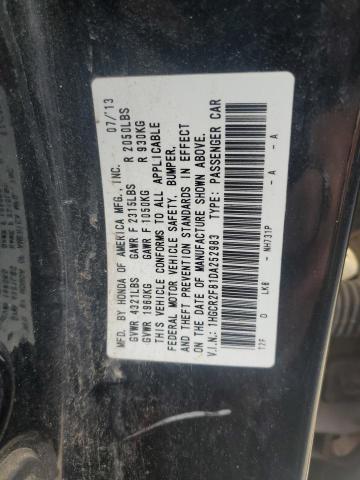 MFD. BY HONDA OF AMERICA MFG., INC. 07/13
GVWR 4321LBS GAWR F 2315LBS R 2050LBS
GVWR 1960KG GAWR F 1050KG R 930KG
THIS VEHICLE CONFORMS TO ALL APPLICABLE
FEDERAL MOTOR VEHICLE SAFETY, BUMPER,
AND THEFT PREVENTION STANDARDS IN EFFECT
ON THE DATE OF MANUFACTURE SHOWN ABOVE.
V.I.N.: 1HGCR2F81DA252983 TYPE: PASSENGER CAR
T2F D LK8 NH731P - A - A